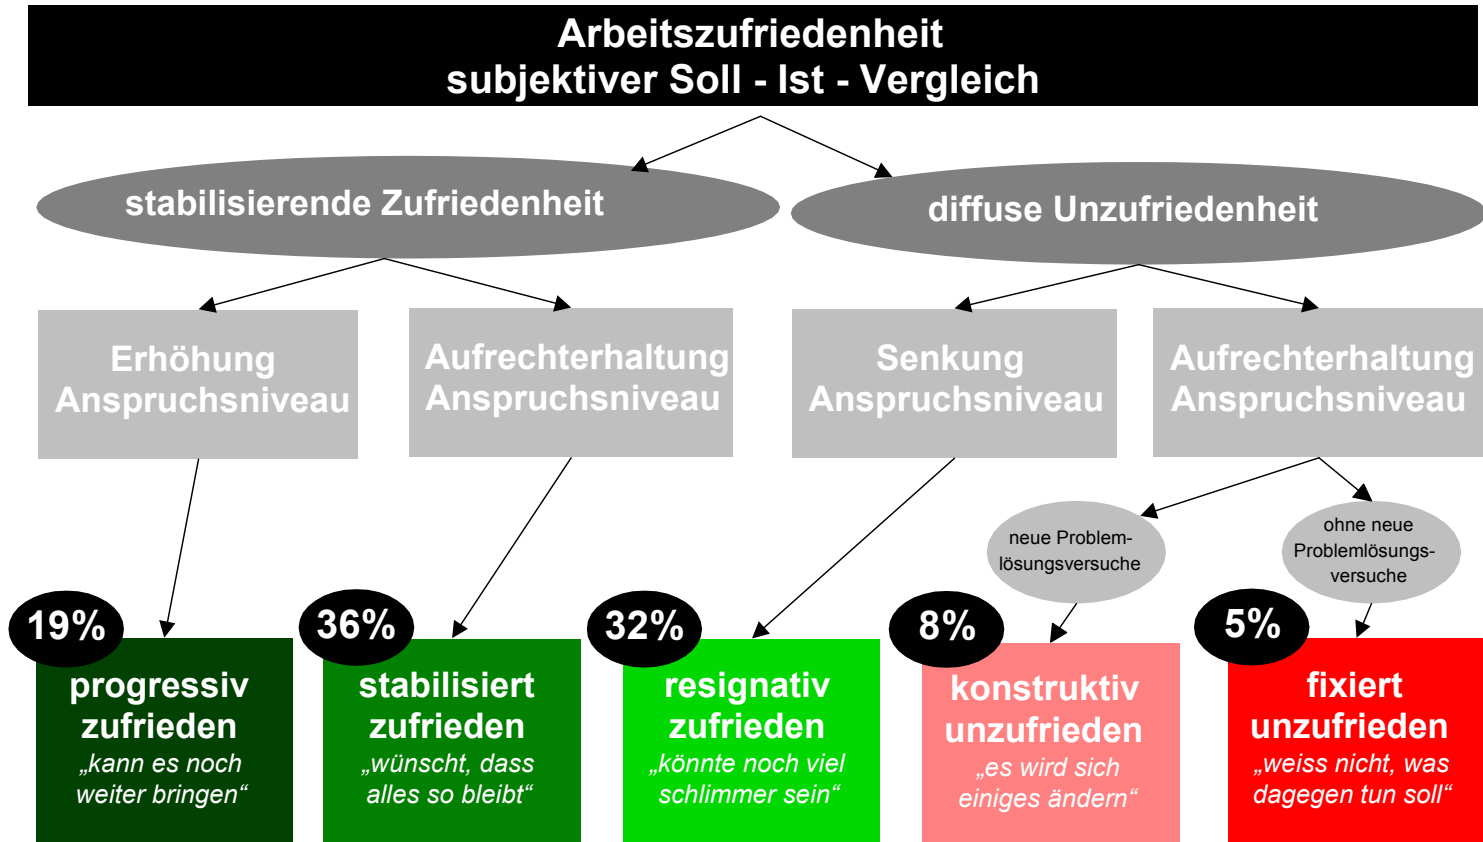 Arbeitszufriedenheit
subjektiver Soll - Ist - Vergleich
stabilisierende Zufriedenheit
diffuse Unzufriedenheit
Erhöhung
Anspruchsniveau
Aufrechterhaltung
Anspruchsniveau
Senkung
Anspruchsniveau
Aufrechterhaltung
Anspruchsniveau
neue Problem-
lösungsversuche
ohne neue
Problemlösungs-
versuche
19%
progressiv
zufrieden
„kann es noch
weiter bringen“
36%
stabilisiert
zufrieden
„wünscht, dass
alles so bleibt“
32%
resignativ
zufrieden
„könnte noch viel
schlimmer sein“
8%
konstruktiv
unzufrieden
„es wird sich
einiges ändern“
5%
fixiert
unzufrieden
„weiss nicht, was
dagegen tun soll“